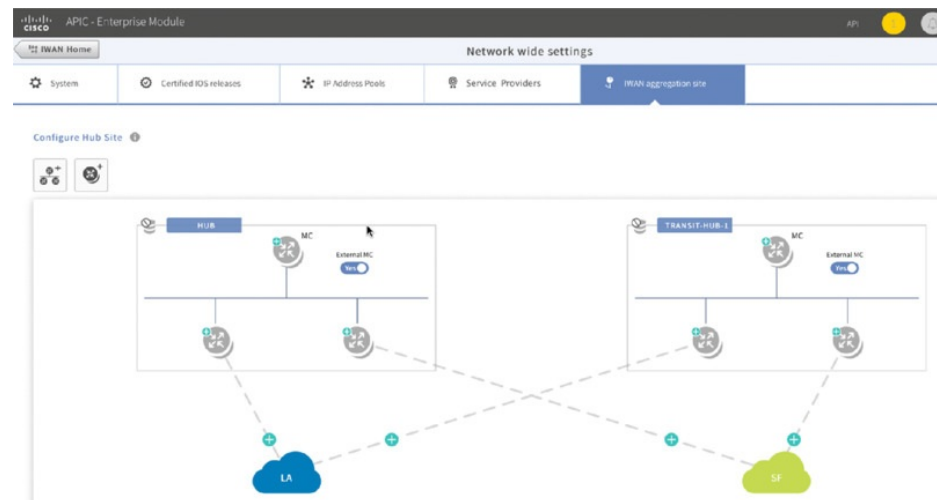 cisco APIC - Enterprise Module API
IWAN Home
Network wide settings
System Certified IOS releases IP Address Pools Service Providers IWAN aggregation site
Configure Hub Site
HUB
MC
External MC
Yes
TRANSIT-HUB-1
MC
External MC
Yes
LA
SF